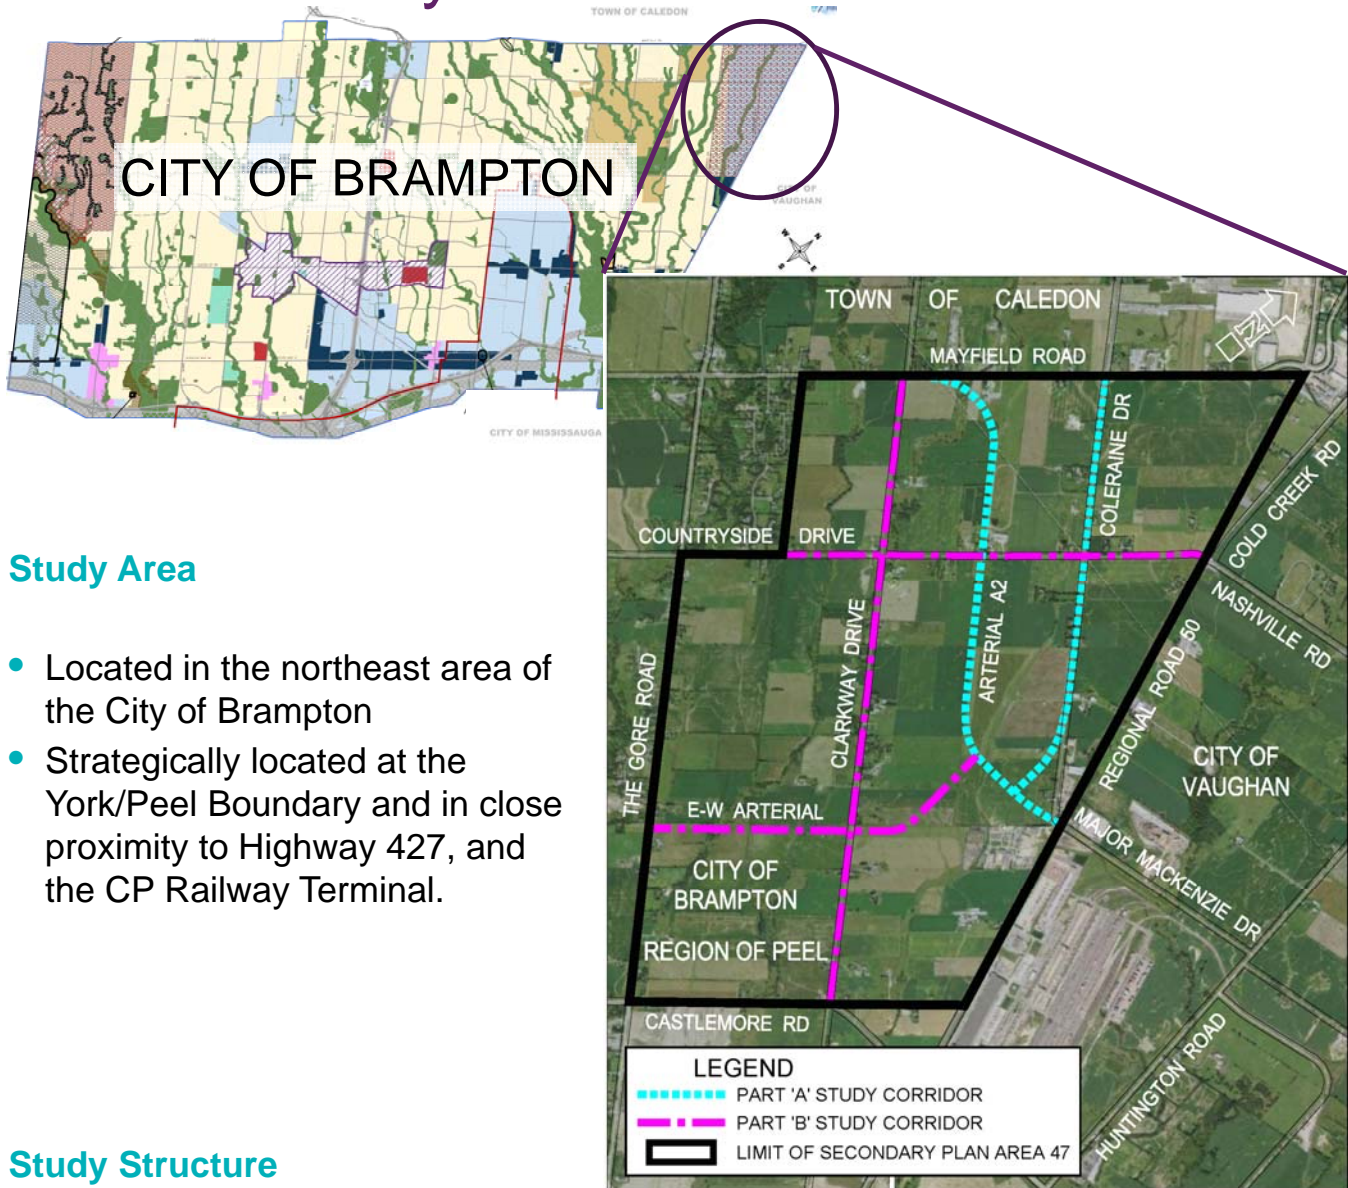 TOWN OF CALEDON
CITY OF BRAMPTON
CITY OF
VAUGHAN
CITY OF MISSISSAUGA
TOWN OF CALEDON
N
MAYFIELD ROAD
COLERAINE DR
COLD CREEK RD
COUNTRYSIDE DRIVE
NASHVILLE RD
ARTERIAL A2
CLARKWAY DRIVE
THE GORE ROAD
REGIONAL ROAD 50
CITY OF
VAUGHAN
E-W ARTERIAL
MAJOR MACKENZIE DR
CITY OF
BRAMPTON
REGION OF PEEL
CASTLEMORE RD
HUNTINGTON ROAD
LEGEND
PART 'A' STUDY CORRIDOR
PART 'B' STUDY CORRIDOR
LIMIT OF SECONDARY PLAN AREA 47
Study Area
• Located in the northeast area of
the City of Brampton
• Strategically located at the
York/Peel Boundary and in close
proximity to Highway 427, and
the CP Railway Terminal.
Study Structure